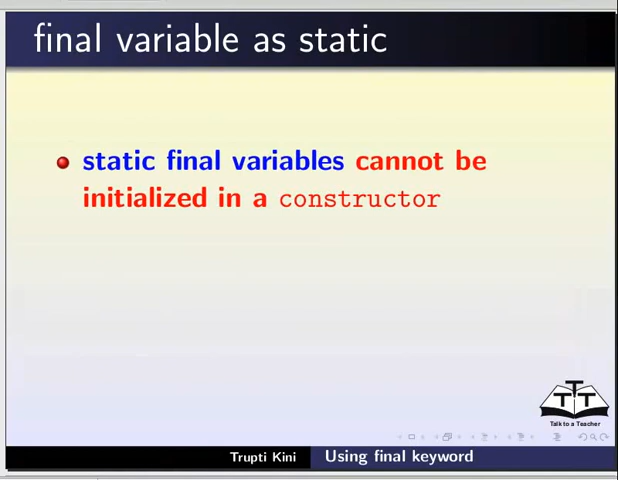 final variable as static
static final variables cannot be
initialized in a constructor
TTT
Talk to a Teacher
Trupti Kini
Using final keyword